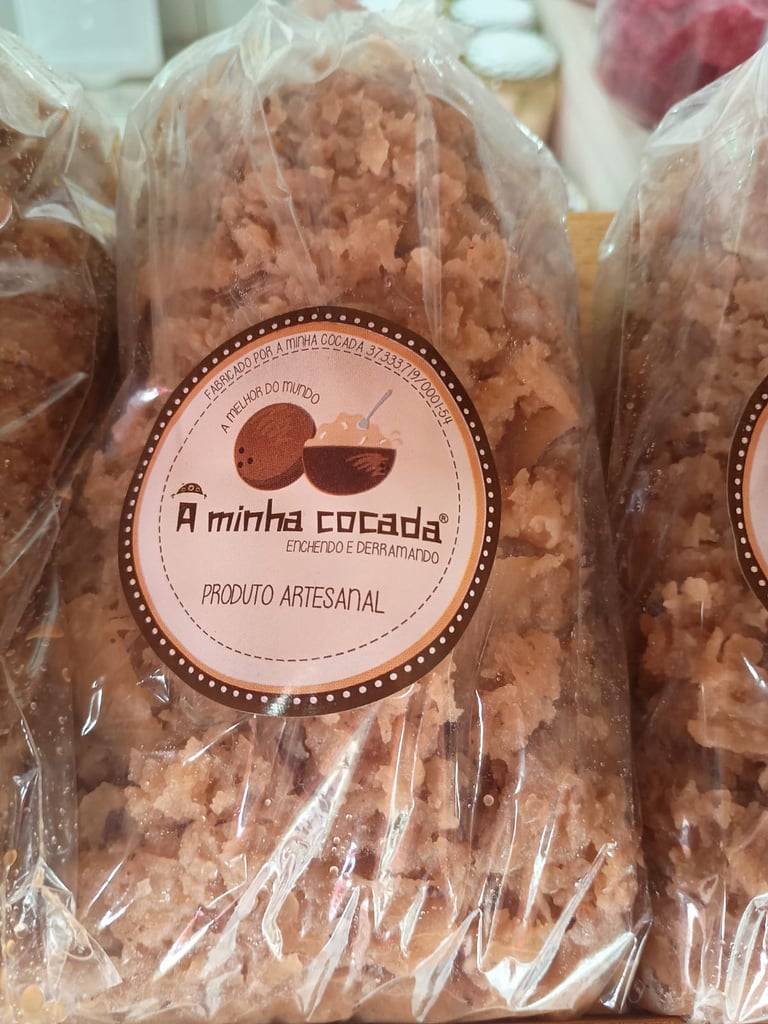 FABRICADO POR A MINHA COCADA 37.333.719/0001-54
A MELHOR DO MUNDO
A minha cocada®
ENCHENDO E DERRAMANDO
PRODUTO ARTESANAL